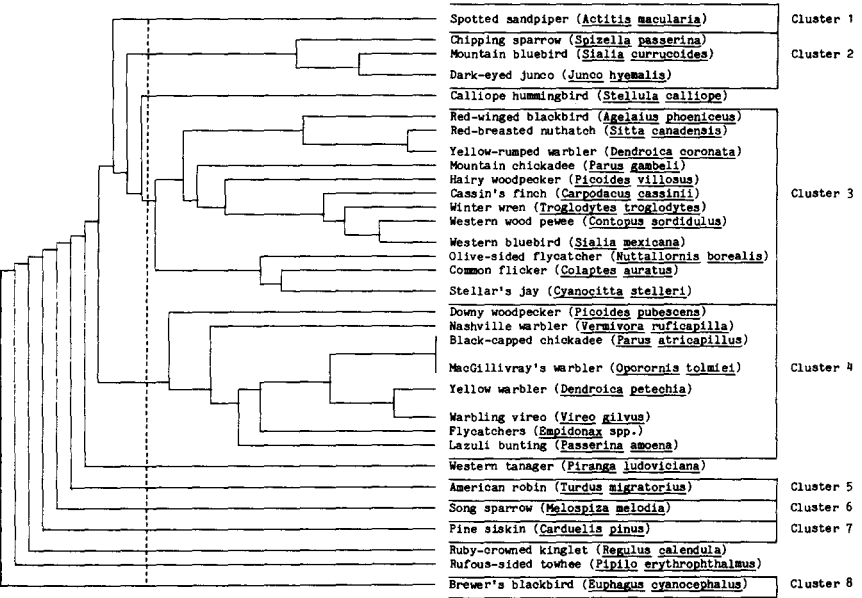 Spotted sandpiper (Actitis macularia) Cluster 1
Chipping sparrow (Spizella passerina)
Mountain bluebird (Sialia currucoides) Cluster 2
Dark-eyed junco (Junco hyemalis)
Calliope hummingbird (Stellula calliope)
Red-winged blackbird (Agelaius phoeniceus)
Red-breasted nuthatch (Sitta canadensis)
Yellow-rumped warbler (Dendroica coronata)
Mountain chickadee (Parus gambeli)
Hairy woodpecker (Picoides villosus)
Cassin's finch (Carpodacus cassinii) Cluster 3
Winter wren (Troglodytes troglodytes)
Western wood pewee (Contopus sordidulus)
Western bluebird (Sialia mexicana)
Olive-sided flycatcher (Nuttallornis borealis)
Common flicker (Colaptes auratus)
Stellar's jay (Cyanocitta stelleri)
Downy woodpecker (Picoides pubescens)
Nashville warbler (Vermivora ruficapilla)
Black-capped chickadee (Parus atricapillus)
MacGillivray's warbler (Oporornis tolmiei) Cluster 4
Yellow warbler (Dendroica petechia)
Warbling vireo (Vireo gilvus)
Flycatchers (Empidonax spp.)
Lazuli bunting (Passerina amoena)
Western tanager (Piranga ludoviciana)
American robin (Turdus migratorius) Cluster 5
Song sparrow (Melospiza melodia) Cluster 6
Pine siskin (Carduelis pinus) Cluster 7
Ruby-crowned kinglet (Regulus calendula)
Rufous-sided towhee (Pipilo erythrophthalmus)
Brewer's blackbird (Euphagus cyanocephalus) Cluster 8